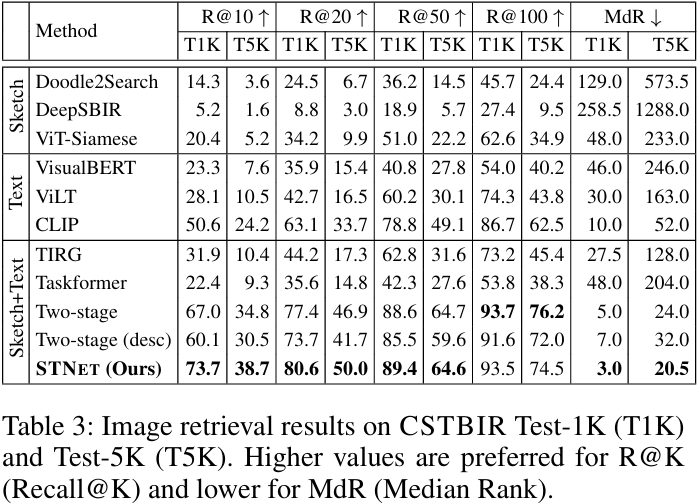 Method R@10 ↑ R@20 ↑ R@50 ↑ R@100 ↑ MdR ↓
T1K T5K T1K T5K T1K T5K T1K T5K T1K T5K
Sketch
Doodle2Search 14.3 3.6 24.5 6.7 36.2 14.5 45.7 24.4 129.0 573.5
DeepSBIR 5.2 1.6 8.8 3.0 18.9 5.7 27.4 9.5 258.5 1288.0
ViT-Siamese 20.4 5.2 34.2 9.9 51.0 22.2 62.6 34.9 48.0 233.0
Text
VisualBERT 23.3 7.6 35.9 15.4 40.8 27.8 54.0 40.2 46.0 246.0
ViLT 28.1 10.5 42.7 16.5 60.2 30.1 74.3 43.8 30.0 163.0
CLIP 50.6 24.2 63.1 33.7 78.8 49.1 86.7 62.5 10.0 52.0
Sketch+Text
TIRG 31.9 10.4 44.2 17.3 62.8 31.6 73.2 45.4 27.5 128.0
Taskformer 22.4 9.3 35.6 14.8 42.3 27.6 53.8 38.3 48.0 204.0
Two-stage 67.0 34.8 77.4 46.9 88.6 64.7 93.7 76.2 5.0 24.0
Two-stage (desc) 60.1 30.5 73.7 41.7 85.5 59.6 91.6 72.0 7.0 32.0
STNET (Ours) 73.7 38.7 80.6 50.0 89.4 64.6 93.5 74.5 3.0 20.5
Table 3: Image retrieval results on CSTBIR Test-1K (T1K)
and Test-5K (T5K). Higher values are preferred for R@K
(Recall@K) and lower for MdR (Median Rank).